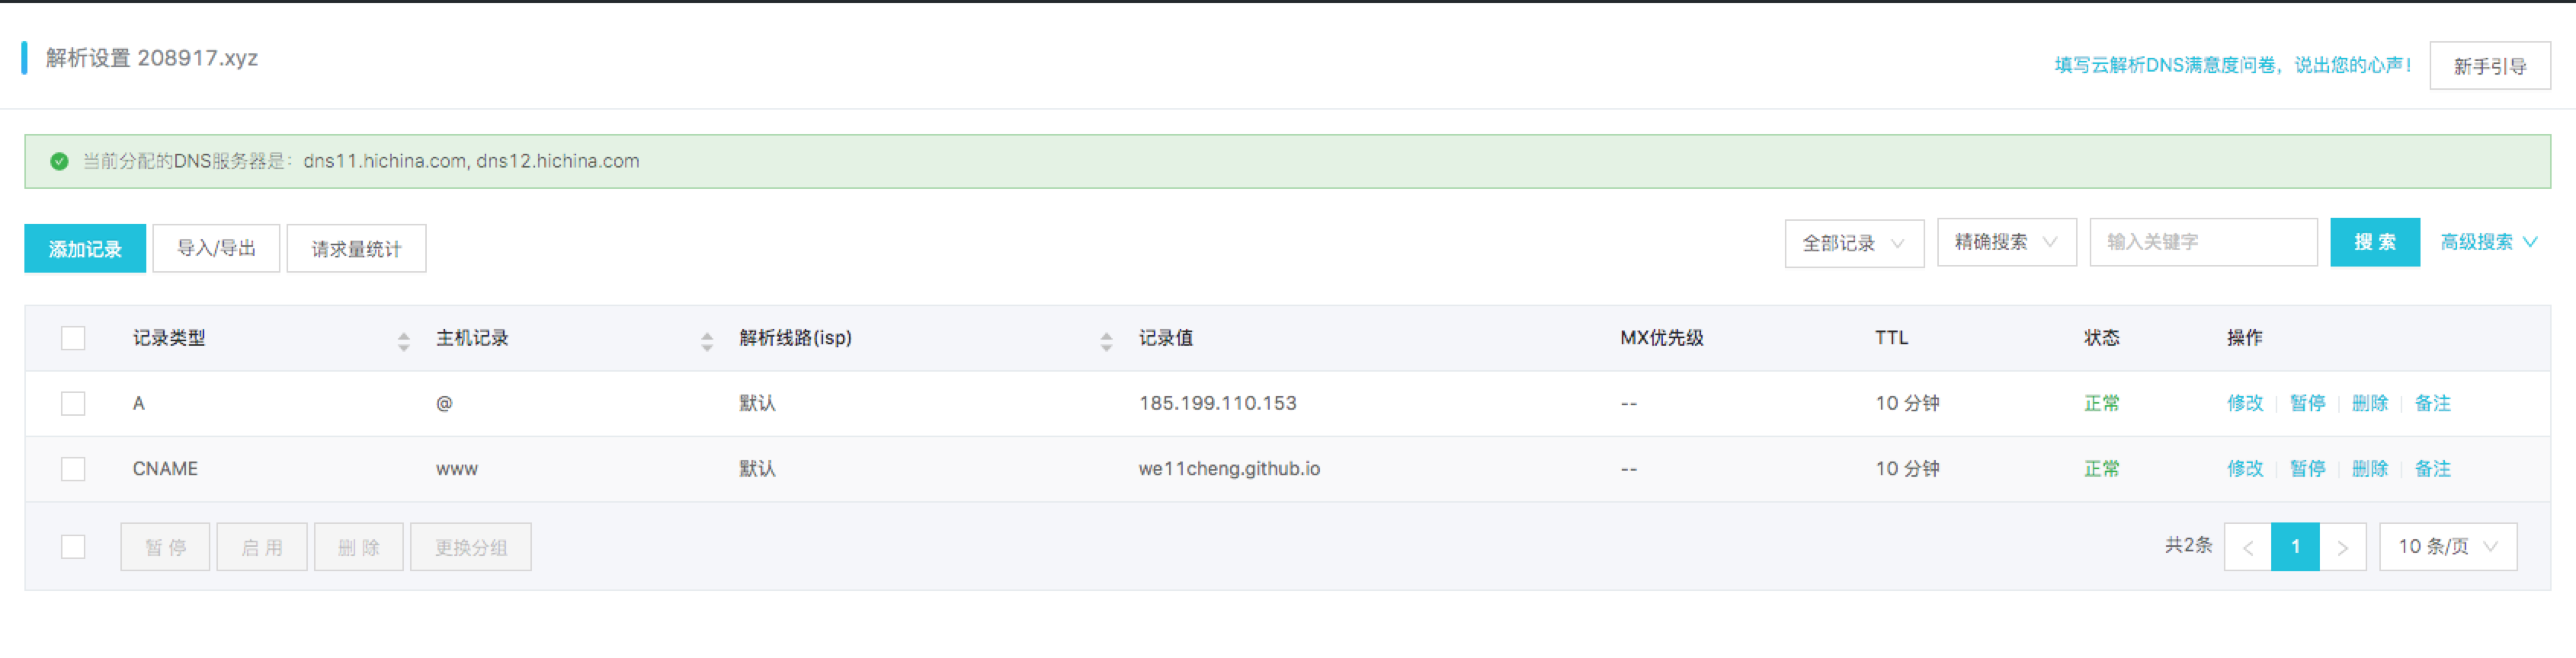 解析设置 208917.xyz
填写云解析DNS满意度问卷，说出您的心声！ 新手引导
当前分配的DNS服务器是：dns11.hichina.com, dns12.hichina.com
添加记录 导入/导出 请求量统计 全部记录 精确搜索 输入关键字 搜 索 高级搜索
记录类型 主机记录 解析线路(isp) 记录值 MX优先级 TTL 状态 操作
A @ 默认 185.199.110.153 -- 10 分钟 正常 修改 暂停 删除 备注
CNAME www 默认 we11cheng.github.io -- 10 分钟 正常 修改 暂停 删除 备注
暂 停 启 用 删 除 更换分组 共2条 < 1 > 10 条/页